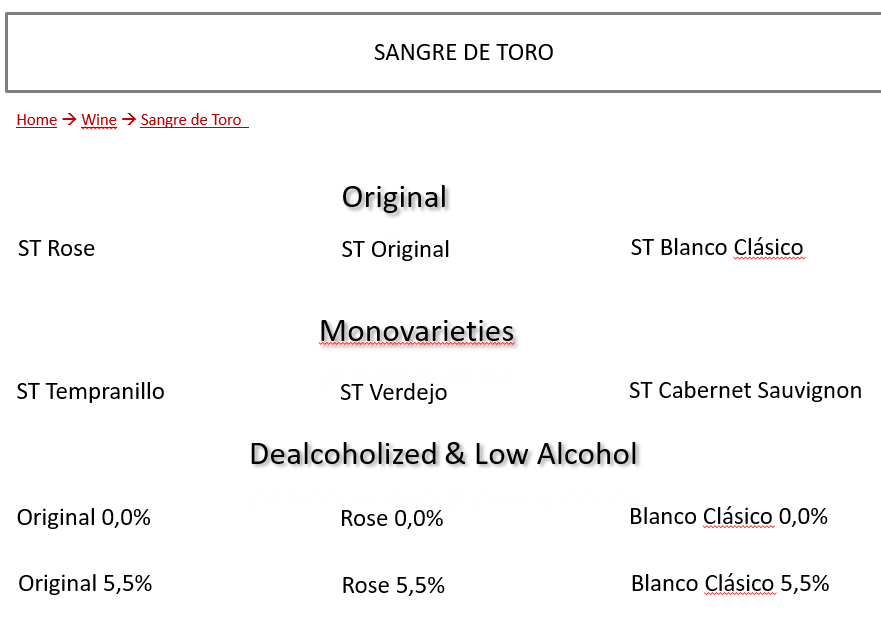 SANGRE DE TORO
Home → Wine → Sangre de Toro
Original
ST Rose ST Original ST Blanco Clásico
Monovarieties
ST Tempranillo ST Verdejo ST Cabernet Sauvignon
Dealcoholized & Low Alcohol
Original 0,0% Rose 0,0% Blanco Clásico 0,0%
Original 5,5% Rose 5,5% Blanco Clásico 5,5%